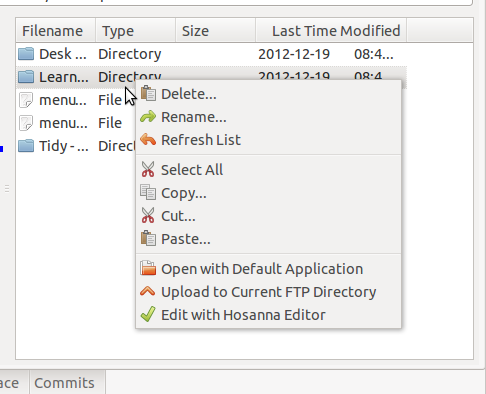 Filename Type Size Last Time Modified
Desk ... Directory 2012-12-19 08:4...
Learn... Directory 2012-12-19 08:4...
menu... File
menu... File
Tidy-... Direct
Delete...
Rename...
Refresh List
Select All
Copy...
Cut...
Paste...
Open with Default Application
Upload to Current FTP Directory
Edit with Hosanna Editor
ace Commits